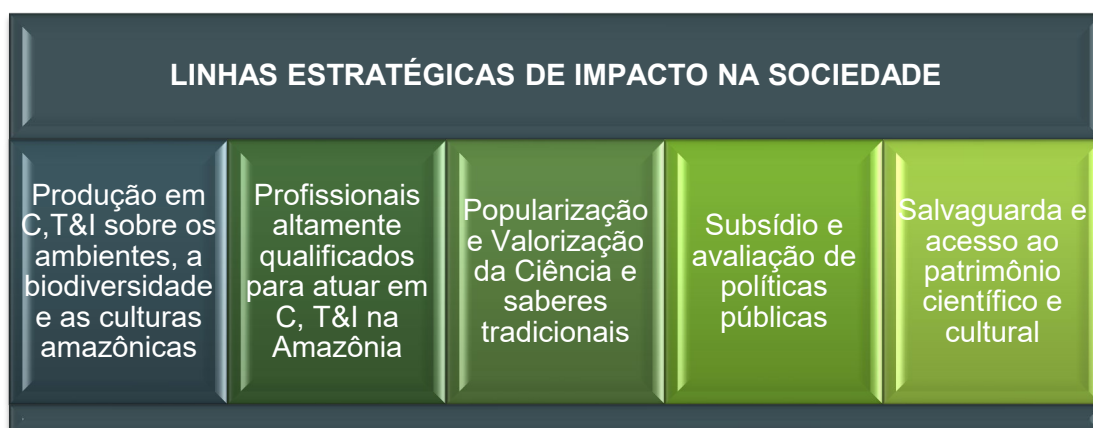 LINHAS ESTRATÉGICAS DE IMPACTO NA SOCIEDADE
Produção em
C,T&I sobre os
ambientes, a
biodiversidade
e as culturas
amazônicas
Profissionais
altamente
qualificados
para atuar em
C, T&I na
Amazônia
Popularização
e Valorização
da Ciência e
saberes
tradicionais
Subsídio e
avaliação de
políticas
públicas
Salvaguarda e
acesso ao
patrimônio
científico e
cultural